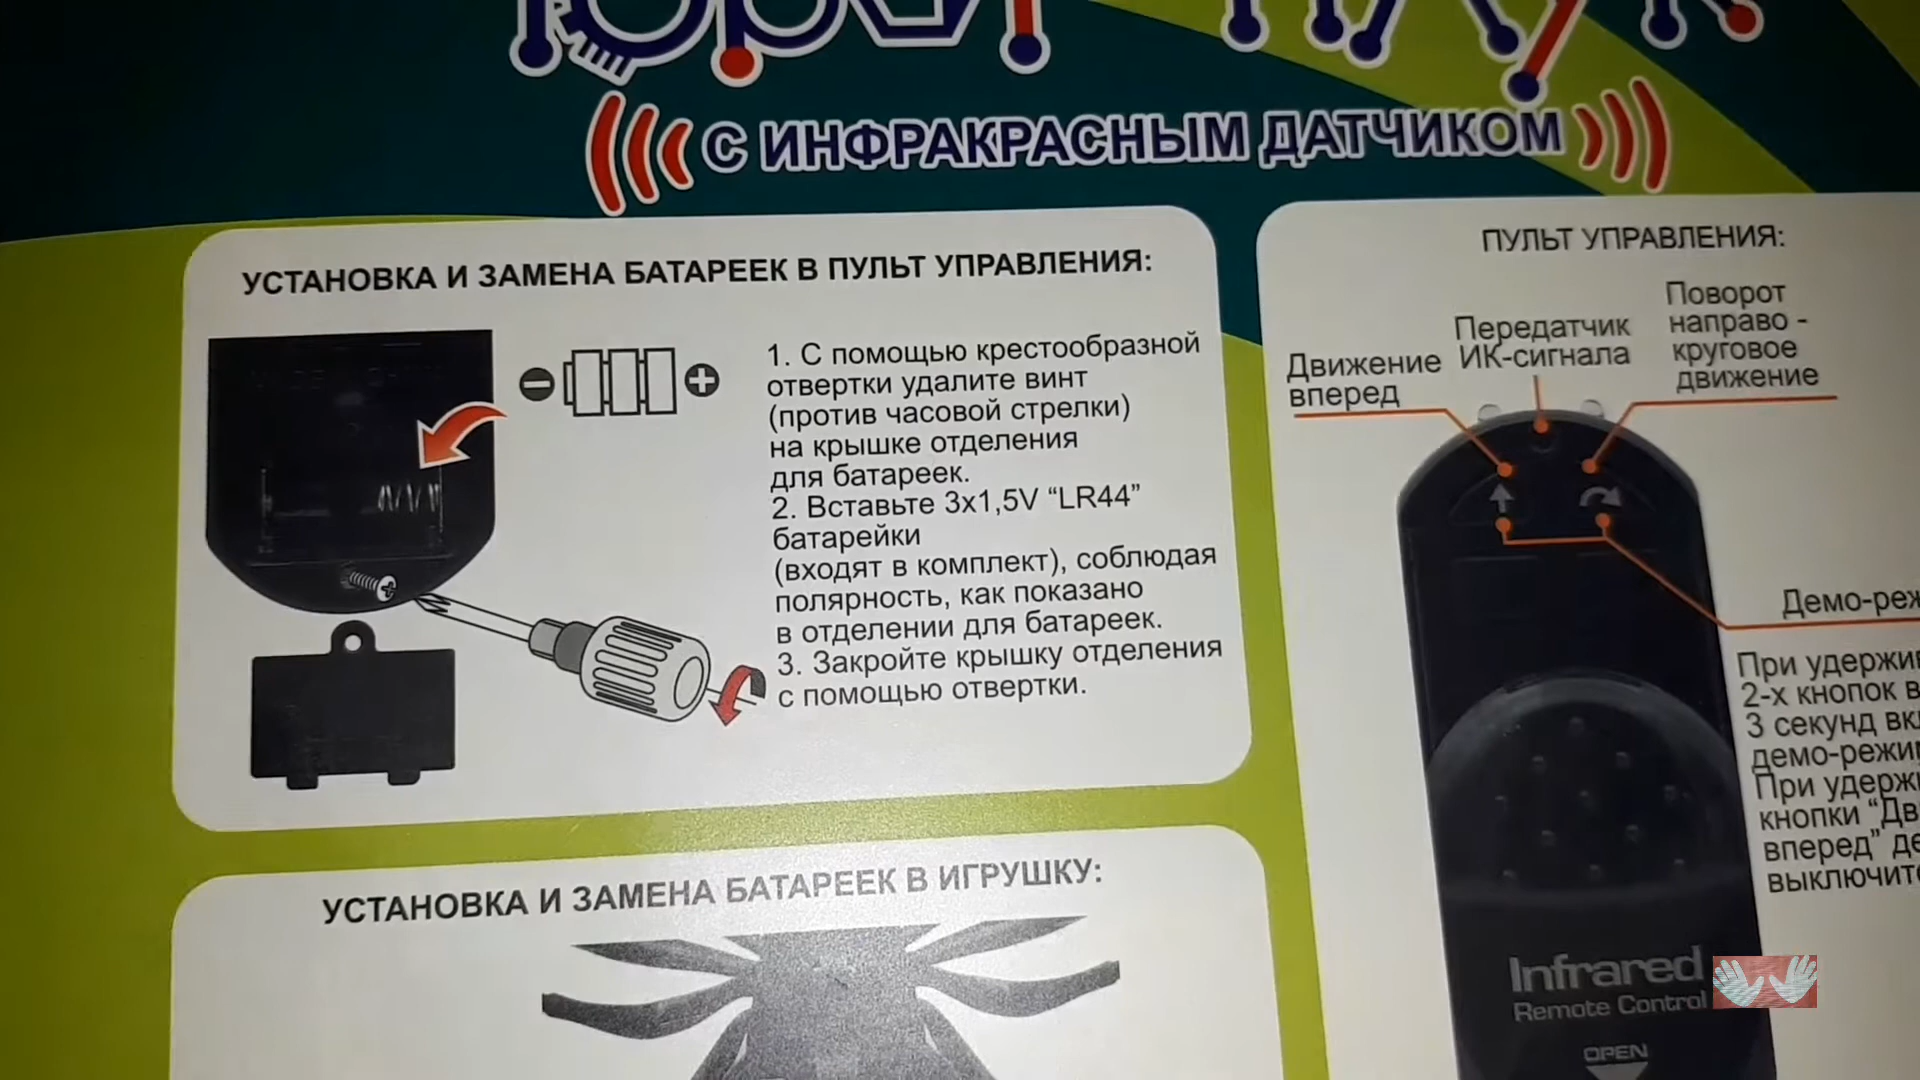 С ИНФРАКРАСНЫМ ДАТЧИКОМ
УСТАНОВКА И ЗАМЕНА БАТАРЕЕК В ПУЛЬТ УПРАВЛЕНИЯ:
1. С помощью крестообразной
отвертки удалите винт
(против часовой стрелки)
на крышке отделения
для батареек.
2. Вставьте 3x1,5V “LR44”
батарейки
(входят в комплект), соблюдая
полярность, как показано
в отделении для батареек.
3. Закройте крышку отделения
с помощью отвертки.
УСТАНОВКА И ЗАМЕНА БАТАРЕЕК В ИГРУШКУ:
ПУЛЬТ УПРАВЛЕНИЯ:
Движение
вперед
Передатчик
ИК-сигнала
Поворот
направо -
круговое
движение
Демо-реж
При удержи
2-х кнопок в
3 секунд вк
демо-режи
При удерж
кнопки “Дв
вперед” де
выключит
Infrared
Remote Control
OPEN